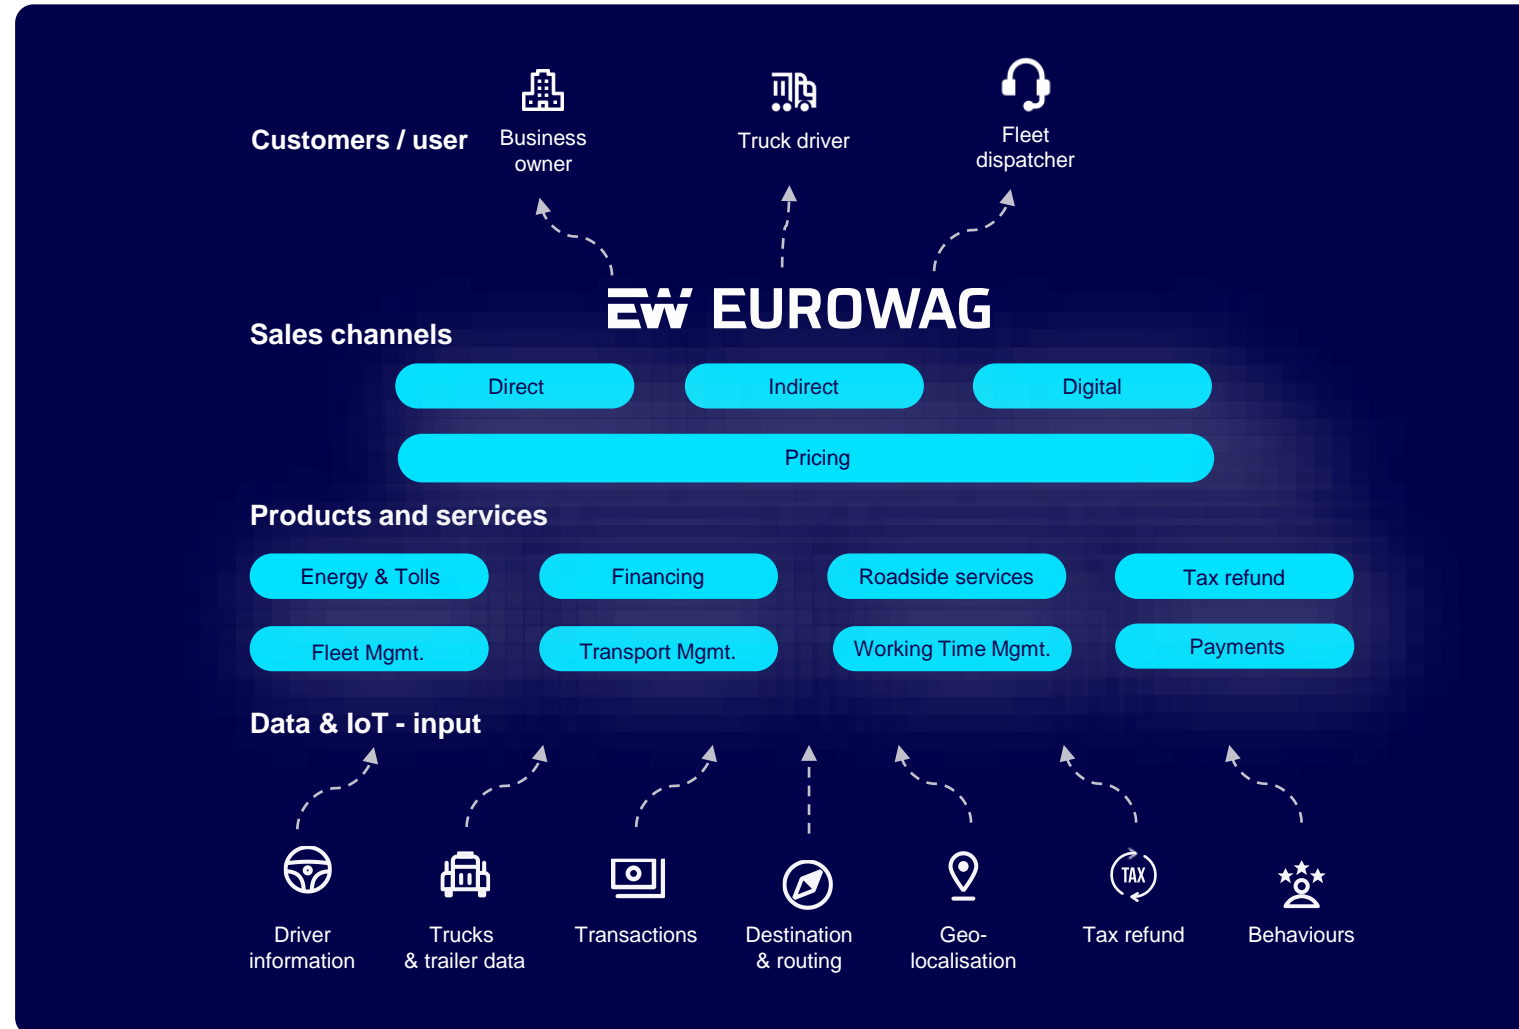 Customers / user
Business
owner
Truck driver
Fleet
dispatcher
EW EUROWAG
Sales channels
Direct
Indirect
Digital
Pricing
Products and services
Energy & Tolls
Financing
Roadside services
Tax refund
Fleet Mgmt.
Transport Mgmt.
Working Time Mgmt.
Payments
Data & IoT - input
TAX
Driver
information
Trucks
& trailer data
Transactions
Destination
& routing
Geo-
localisation
Tax refund
Behaviours